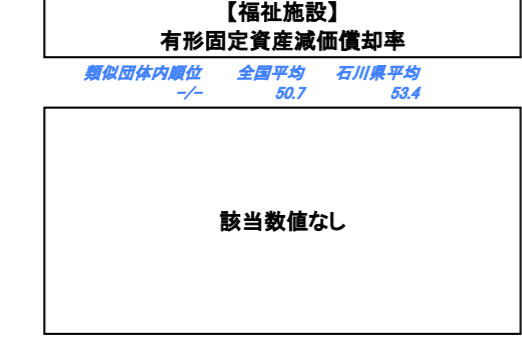 【福祉施設】
有形固定資産減価償却率
類似団体内順位 全国平均 石川県平均
-/- 50.7 53.4
該当数値なし